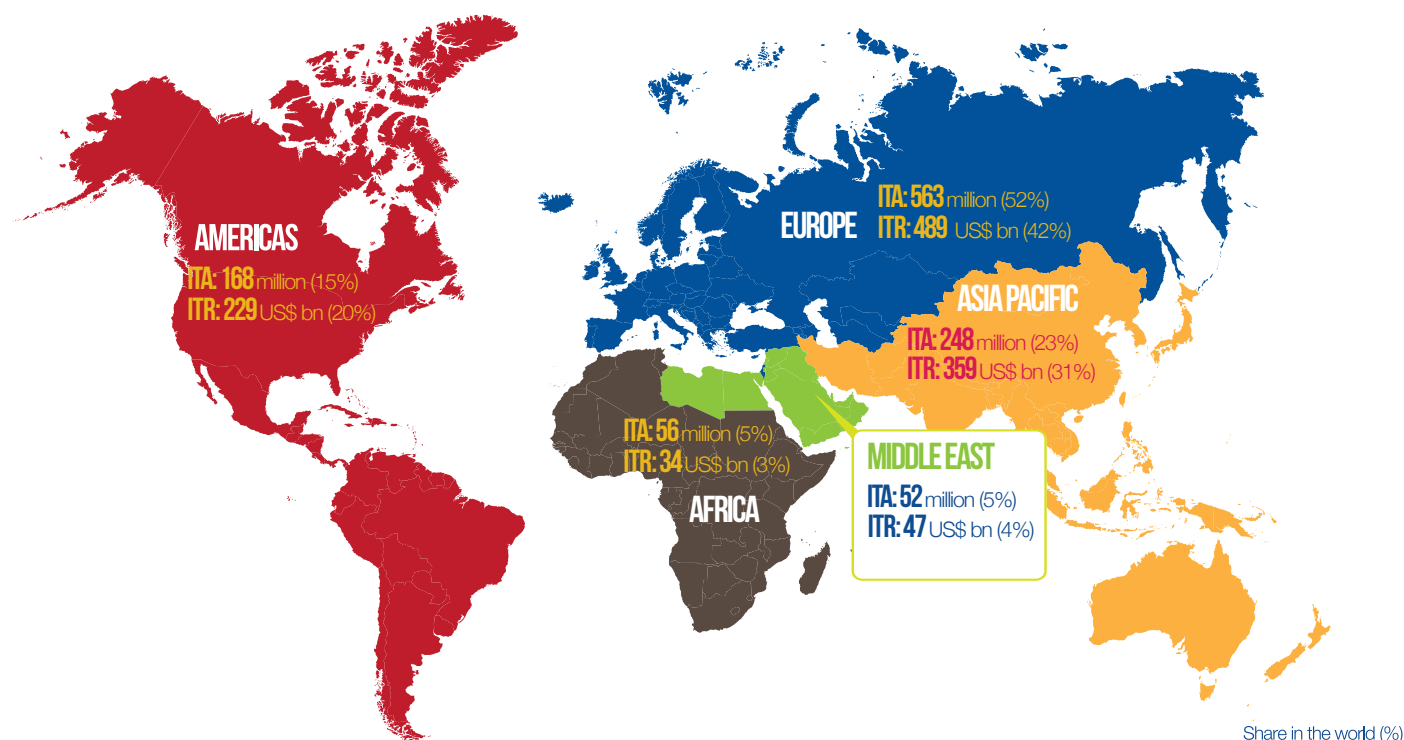 AMERICAS
ITA: 168 million (15%)
ITR: 229 US$ bn (20%)
EUROPE
ITA: 563 million (52%)
ITR: 489 US$ bn (42%)
ASIA PACIFIC
ITA: 248 million (23%)
ITR: 359 US$ bn (31%)
ITA: 56 million (5%)
ITR: 34 US$ bn (3%)
AFRICA
MIDDLE EAST
ITA: 52 million (5%)
ITR: 47 US$ bn (4%)
Share in the world (%)